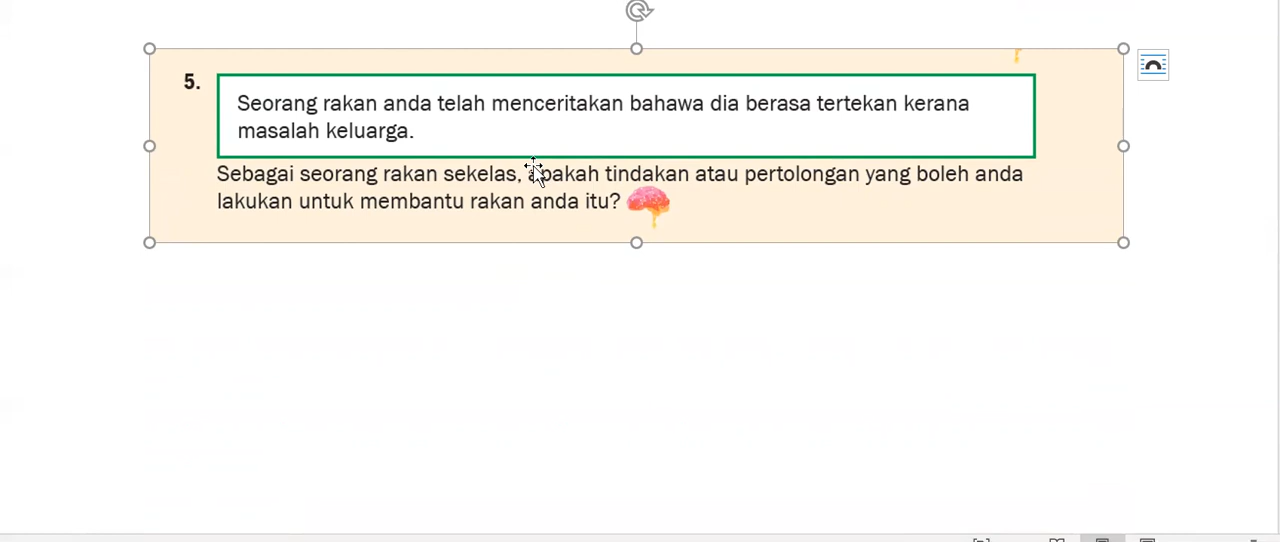 5.
Seorang rakan anda telah menceritakan bahawa dia berasa tertekan kerana
masalah keluarga.
Sebagai seorang rakan sekelas, apakah tindakan atau pertolongan yang boleh anda
lakukan untuk membantu rakan anda itu?